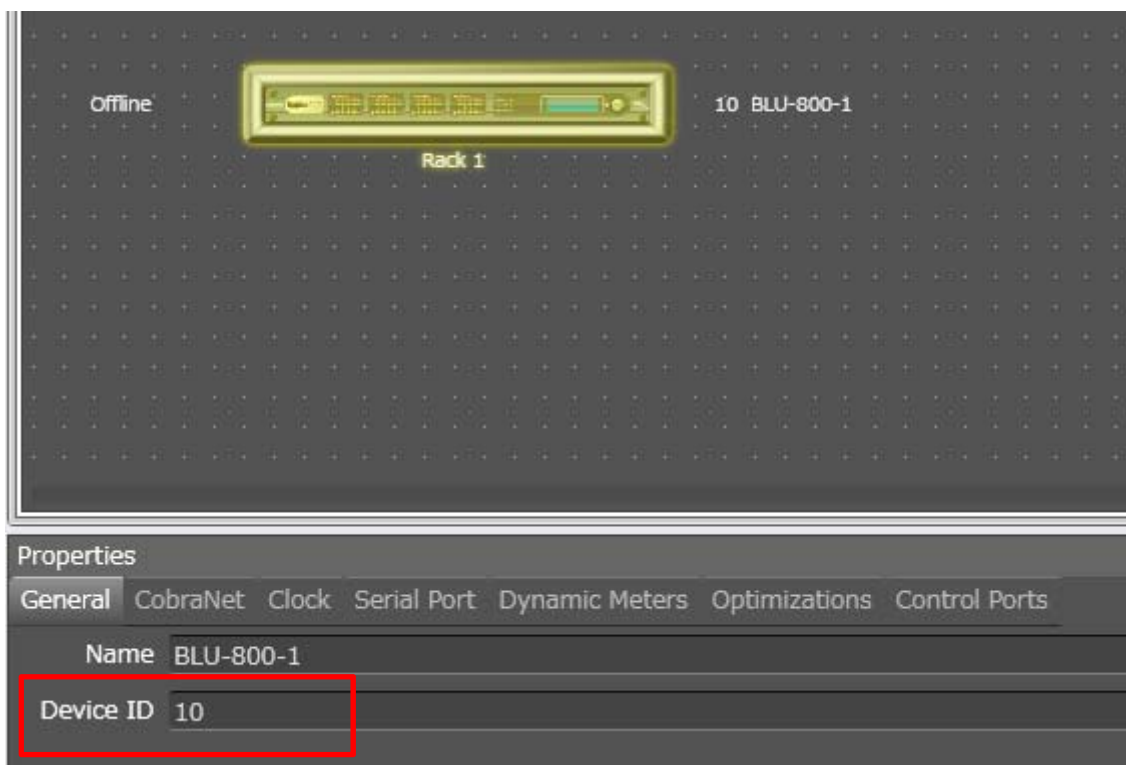 Offline
10 BLU-800-1
Rack 1
Properties
General CobraNet Clock Serial Port Dynamic Meters Optimizations Control Ports
Name BLU-800-1
Device ID 10